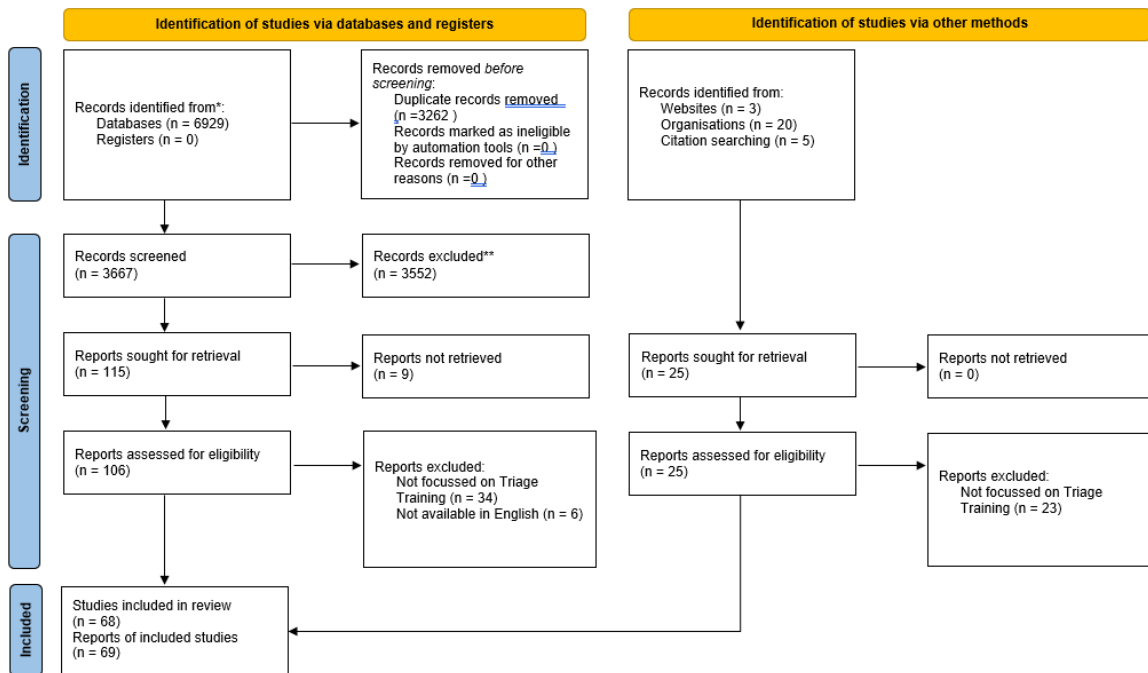 Identification of studies via databases and registers
Identification of studies via other methods
Identification
Records identified from*:
Databases (n = 6929)
Registers (n = 0)
Records removed before
screening:
Duplicate records removed
(n =3262 )
Records marked as ineligible
by automation tools (n =0 )
Records removed for other
reasons (n =0 )
Records identified from:
Websites (n = 3)
Organisations (n = 20)
Citation searching (n = 5)
Screening
Records screened
(n = 3667)
Records excluded**
(n = 3552)
Reports sought for retrieval
(n = 115)
Reports not retrieved
(n = 9)
Reports sought for retrieval
(n = 25)
Reports not retrieved
(n = 0)
Reports assessed for eligibility
(n = 106)
Reports excluded:
Not focussed on Triage
Training (n = 34)
Not available in English (n = 6)
Reports assessed for eligibility
(n = 25)
Reports excluded:
Not focussed on Triage
Training (n = 23)
Included
Studies included in review
(n = 68)
Reports of included studies
(n = 69)